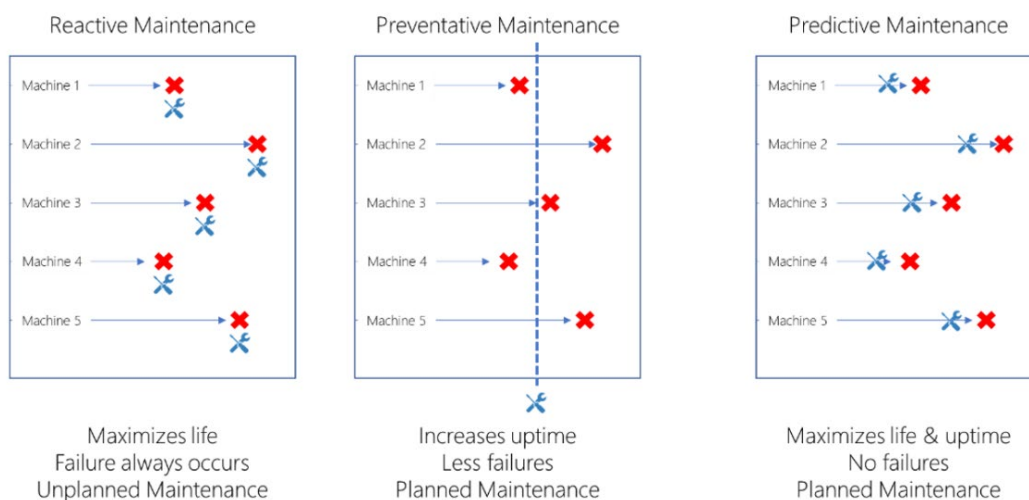 Reactive Maintenance
Machine 1
Machine 2
Machine 3
Machine 4
Machine 5
Maximizes life
Failure always occurs
Unplanned Maintenance
Preventative Maintenance
Machine 1
Machine 2
Machine 3
Machine 4
Machine 5
Increases uptime
Less failures
Planned Maintenance
Predictive Maintenance
Machine 1
Machine 2
Machine 3
Machine 4
Machine 5
Maximizes life & uptime
No failures
Planned Maintenance